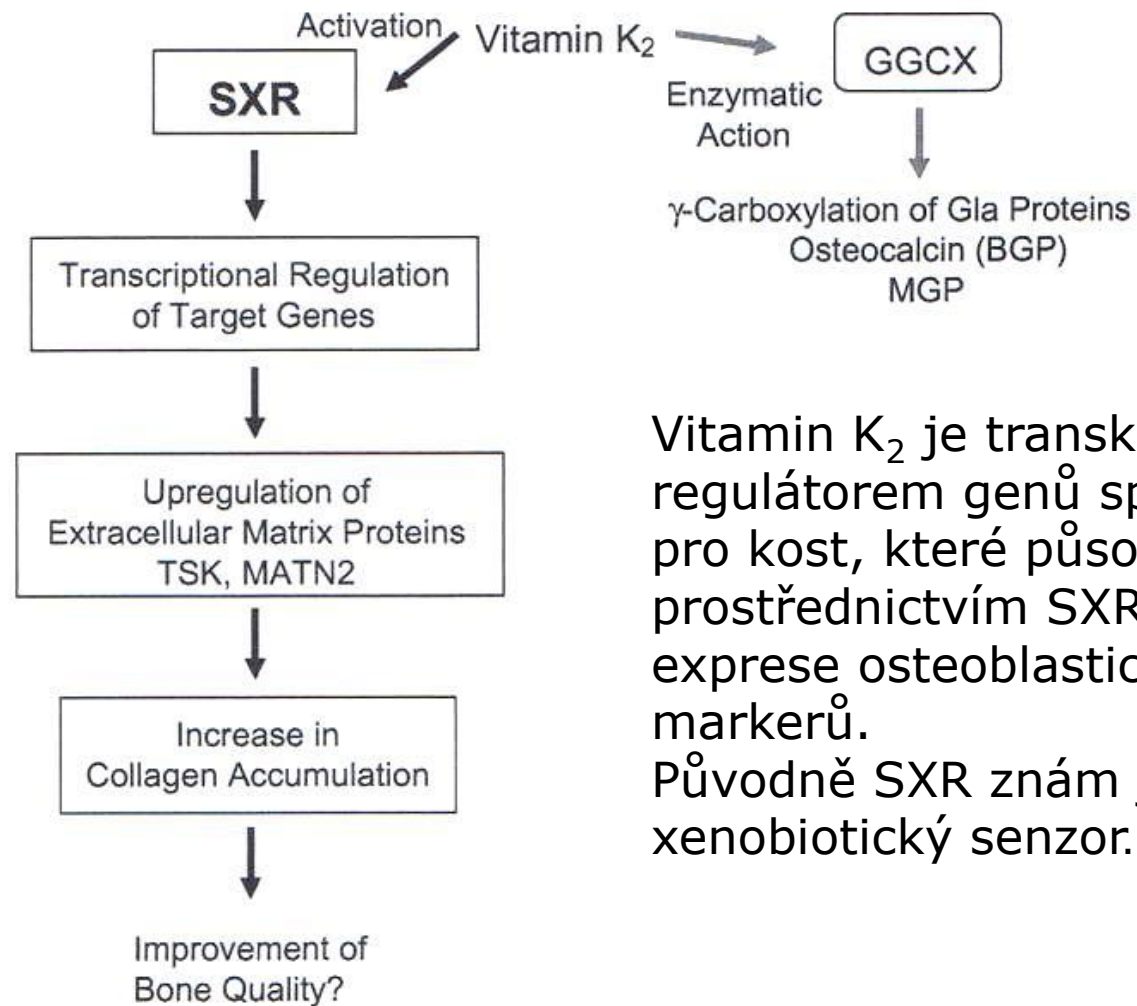 Activation
Vitamin K₂
SXR
GGCX
Enzymatic
Action
γ-Carboxylation of Gla Proteins
Osteocalcin (BGP)
MGP
Transcriptional Regulation
of Target Genes
Upregulation of
Extracellular Matrix Proteins
TSK, MATN2
Increase in
Collagen Accumulation
Improvement of
Bone Quality?
Vitamin K₂ je
regulátorem genů
pro kost, které
prostřednictvím SXR
exprese
markerů.
Původně SXR znám
xenobiotický senzor.